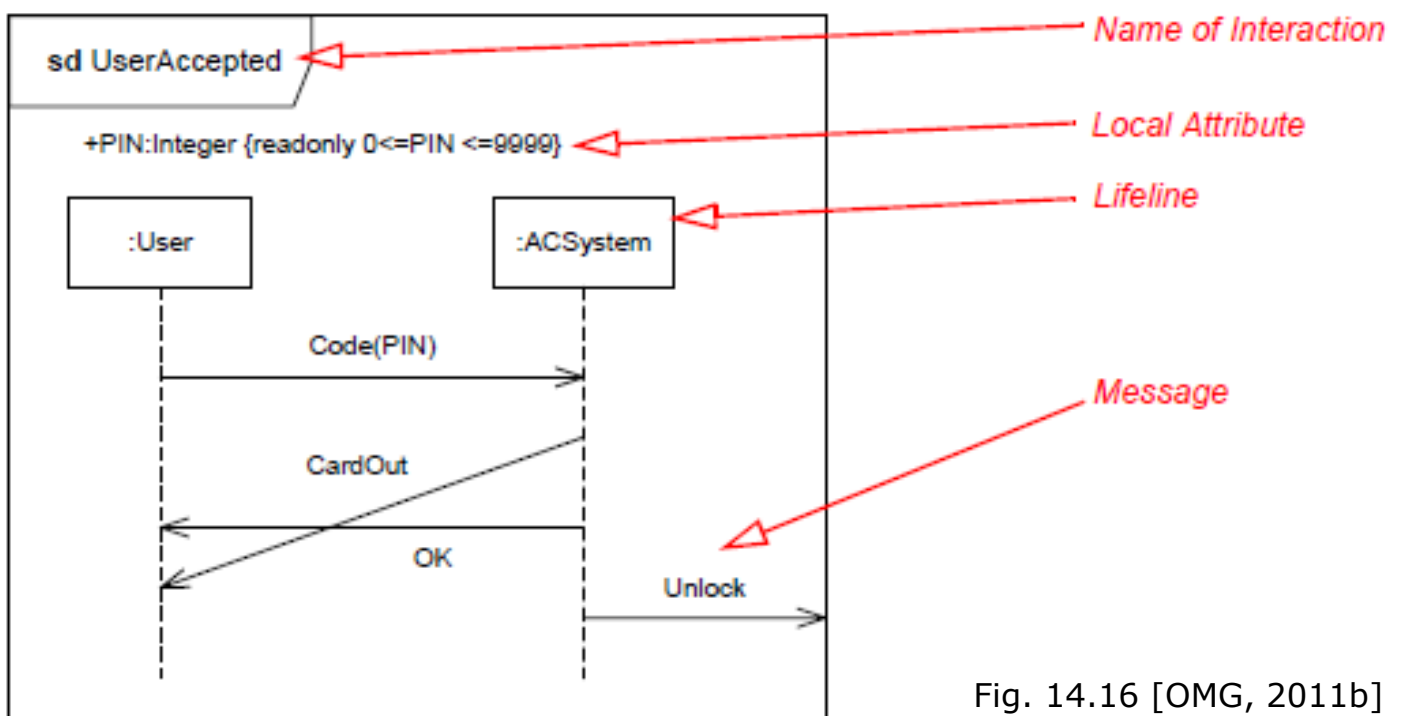 Name of Interaction
sd UserAccepted
+PIN:Integer {readonly 0<=PIN <=9999}
Local Attribute
Lifeline
:User
:ACSystem
Code(PIN)
Message
CardOut
OK
Unlock
Fig. 14.16 [OMG, 2011b]